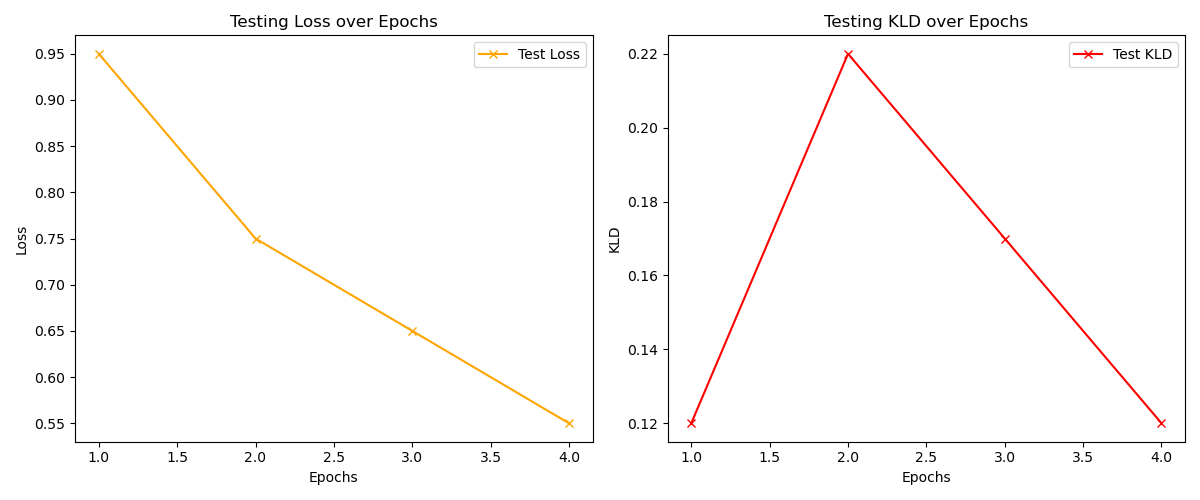 Testing Loss over Epochs
Test Loss
0.95
0.90
0.85
0.80
0.75
0.70
0.65
0.60
0.55
Loss
1.0 1.5 2.0 2.5 3.0 3.5 4.0
Epochs
Testing KLD over Epochs
Test KLD
0.22
0.20
0.18
0.16
0.14
0.12
KLD
1.0 1.5 2.0 2.5 3.0 3.5 4.0
Epochs